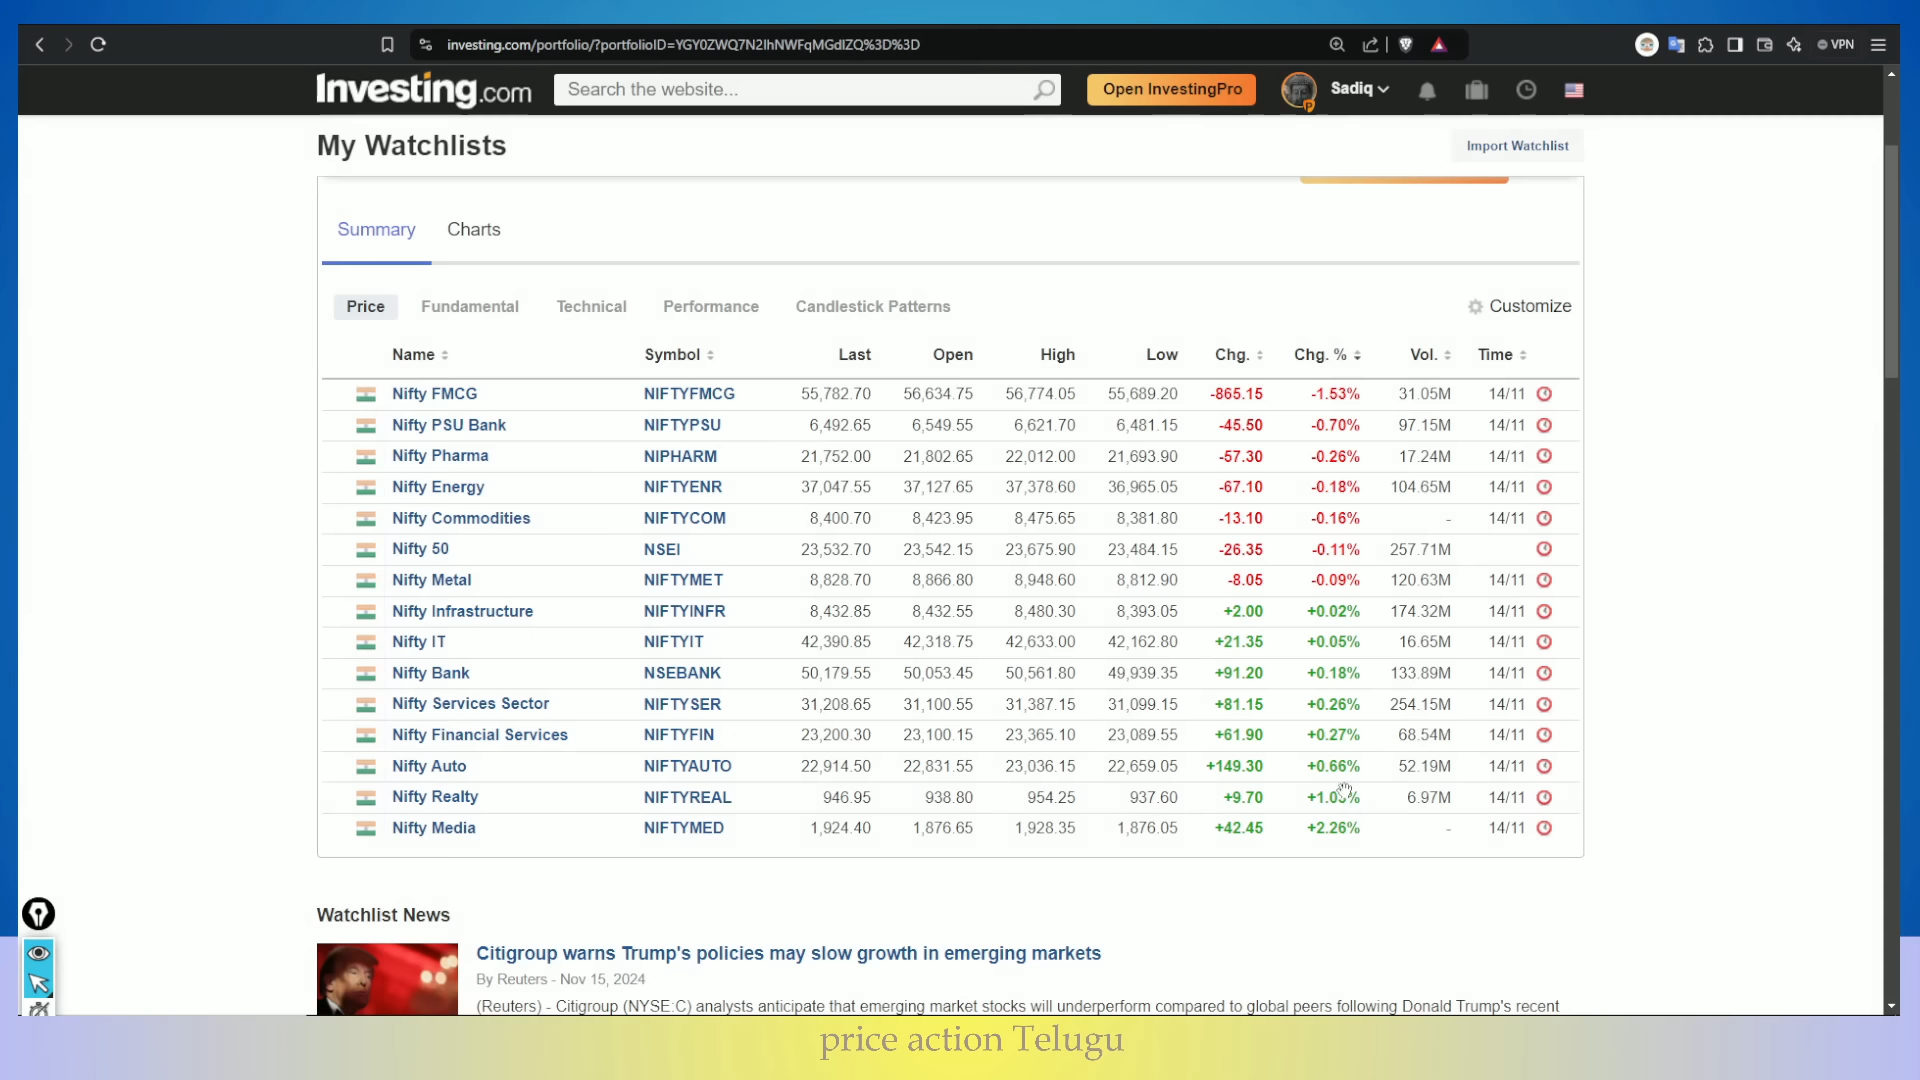 investing.com/portfolio/?portfolioID=YGY0ZWQ7N2IhNWFqMGdIZQ%3D%3D
VPN
Investing.com
Search the website...
Open InvestingPro
Sadiq
My Watchlists
Import Watchlist
Summary Charts
Price Fundamental Technical Performance Candlestick Patterns Customize
Name Symbol Last Open High Low Chg. Chg. % Vol. Time
Nifty FMCG NIFTYFMCG 55,782.70 56,634.75 56,774.05 55,689.20 -865.15 -1.53% 31.05M 14/11
Nifty PSU Bank NIFTYPSU 6,492.65 6,549.55 6,621.70 6,481.15 -45.50 -0.70% 97.15M 14/11
Nifty Pharma NIPHARM 21,752.00 21,802.65 22,012.00 21,693.90 -57.30 -0.26% 17.24M 14/11
Nifty Energy NIFTYENR 37,047.55 37,127.65 37,378.60 36,965.05 -67.10 -0.18% 104.65M 14/11
Nifty Commodities NIFTYCOM 8,400.70 8,423.95 8,475.65 8,381.80 -13.10 -0.16% - 14/11
Nifty 50 NSEI 23,532.70 23,542.15 23,675.90 23,484.15 -26.35 -0.11% 257.71M
Nifty Metal NIFTYMET 8,828.70 8,866.80 8,948.60 8,812.90 -8.05 -0.09% 120.63M 14/11
Nifty Infrastructure NIFTYINFR 8,432.85 8,432.55 8,480.30 8,393.05 +2.00 +0.02% 174.32M 14/11
Nifty IT NIFTYIT 42,390.85 42,318.75 42,633.00 42,162.80 +21.35 +0.05% 16.65M 14/11
Nifty Bank NSEBANK 50,179.55 50,053.45 50,561.80 49,939.35 +91.20 +0.18% 133.89M 14/11
Nifty Services Sector NIFTYSER 31,208.65 31,100.55 31,387.15 31,099.15 +81.15 +0.26% 254.15M 14/11
Nifty Financial Services NIFTYFIN 23,200.30 23,100.15 23,365.10 23,089.55 +61.90 +0.27% 68.54M 14/11
Nifty Auto NIFTYAUTO 22,914.50 22,831.55 23,036.15 22,659.05 +149.30 +0.66% 52.19M 14/11
Nifty Realty NIFTYREAL 946.95 938.80 954.25 937.60 +9.70 6.97M 14/11
Nifty Media NIFTYMED 1,924.40 1,876.65 1,928.35 1,876.05 +42.45 +2.26% - 14/11
Watchlist News
Citigroup warns Trump's policies may slow growth in emerging markets
By Reuters - Nov 15, 2024
(Reuters) - Citigroup (NYSE:C) analysts anticipate that emerging market stocks will underperform compared to global peers following Donald Trump's recent
price action Telugu